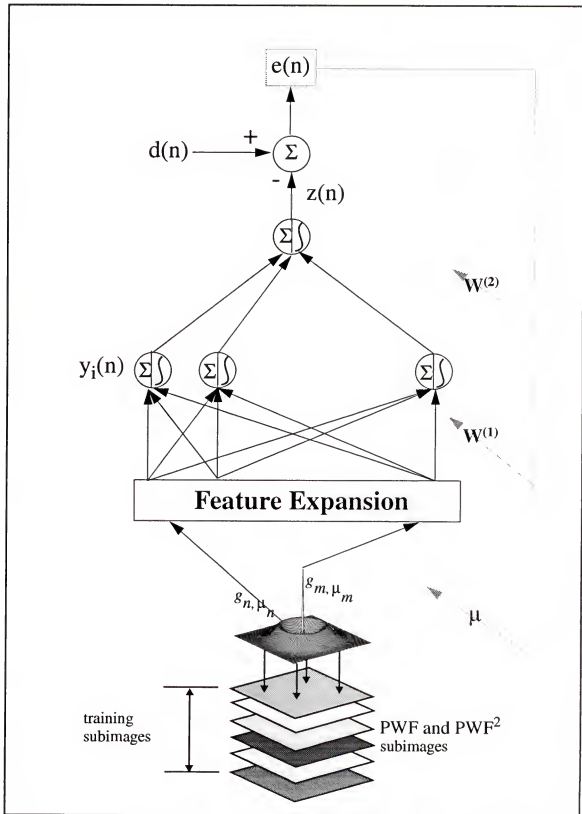 e(n)
+
d(n)
Σ
-
z(n)
Σ∫
W(2)
yi(n)
Σ∫
Σ∫
Σ∫
W(1)
Feature Expansion
gn, μn
gm, μm
μ
training
subimages
PWF and PWF²
subimages